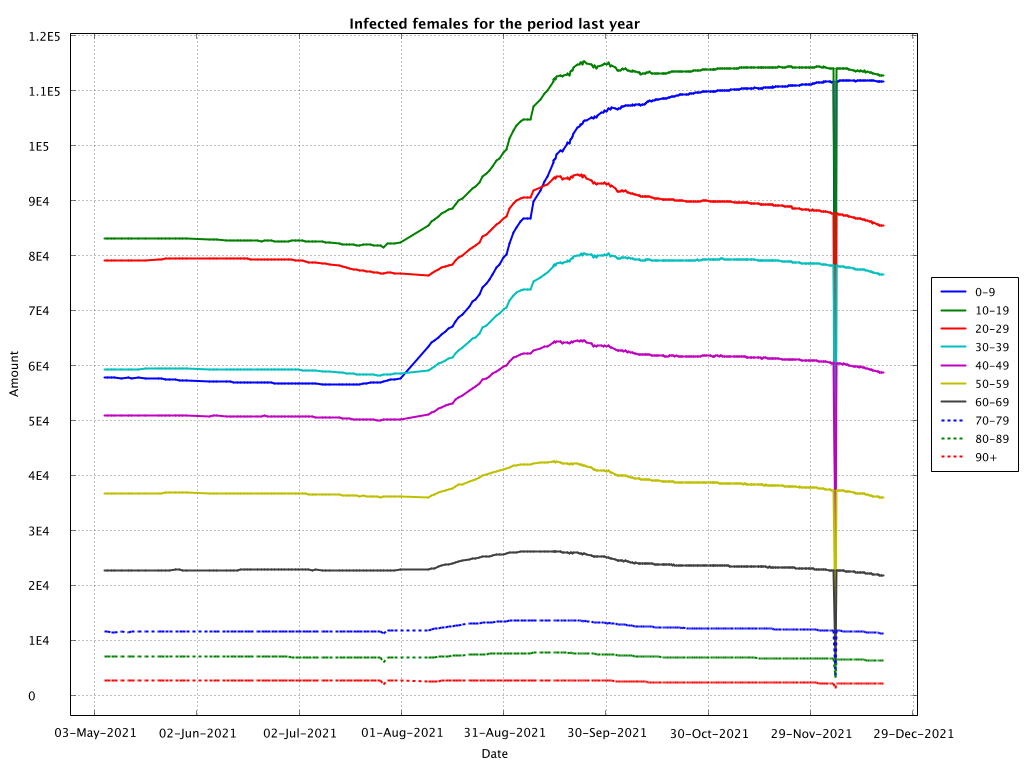 Infected females for the period last year
1.2E5
1.1E5
1E5
9E4
8E4
7E4
6E4
5E4
4E4
3E4
2E4
1E4
0
Amount
03-May-2021 02-Jun-2021 02-Jul-2021 01-Aug-2021 31-Aug-2021 30-Sep-2021 30-Oct-2021 29-Nov-2021 29-Dec-2021
Date
0-9
10-19
20-29
30-39
40-49
50-59
60-69
70-79
80-89
90+